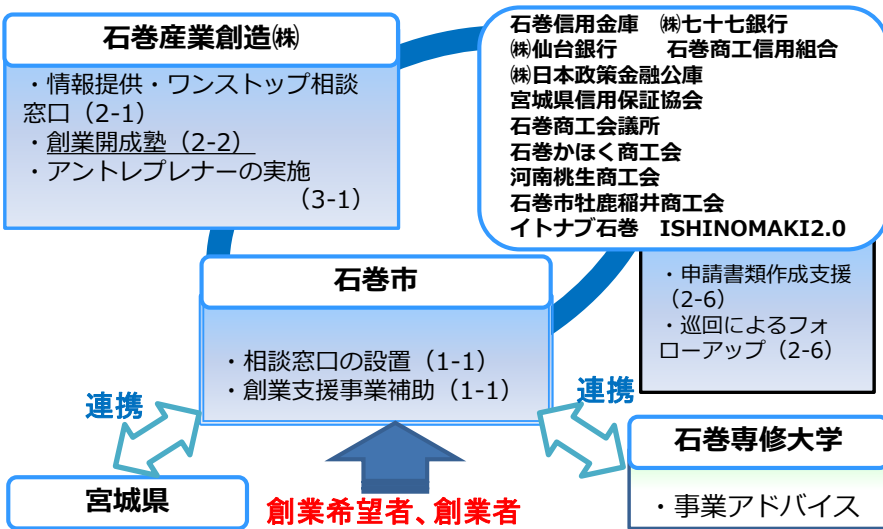 石巻産業創造㈱
・情報提供・ワンストップ相談
窓口（2-1）
・創業開成塾（2-2）
・アントレプレナーの実施
（3-1）
石巻信用金庫　㈱七十七銀行
㈱仙台銀行　　石巻商工信用組合
㈱日本政策金融公庫
宮城県信用保証協会
石巻商工会議所
石巻かほく商工会
河南桃生商工会
石巻市牡鹿稲井商工会
イトナブ石巻　ISHINOMAKI2.0
・申請書類作成支援
（2-6）
・巡回によるフォ
ローアップ（2-6）
石巻市
・相談窓口の設置（1-1）
・創業支援事業補助（1-1）
連携
連携
宮城県
創業希望者、創業者
石巻専修大学
・事業アドバイス